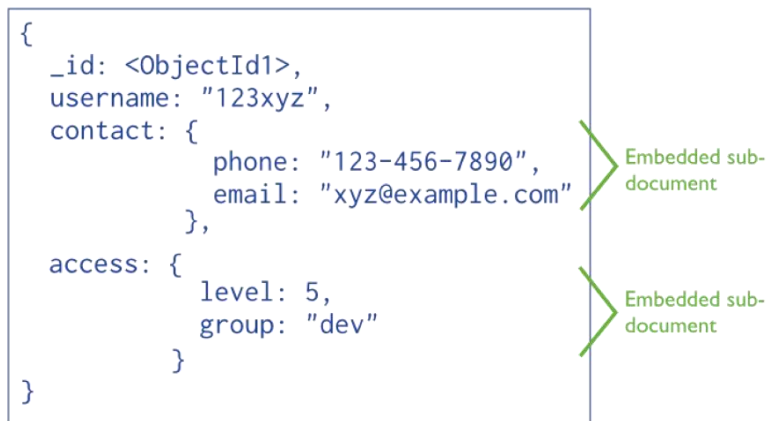 {
_id: <ObjectId1>,
username: "123xyz",
contact: {
phone: "123-456-7890",
email: "xyz@example.com"
},
access: {
level: 5,
group: "dev"
}
}
Embedded sub-
document
Embedded sub-
document